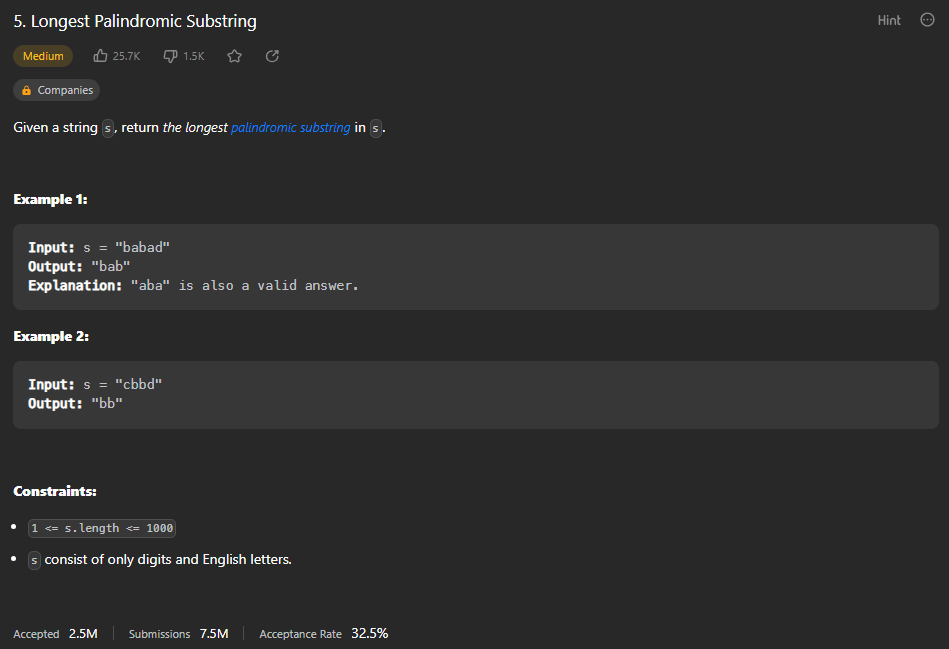 5. Longest Palindromic Substring
Hint
Medium 25.7K 1.5K
Companies
Given a string s, return the longest palindromic substring in s.
Example 1:
Input: s = "babad"
Output: "bab"
Explanation: "aba" is also a valid answer.
Example 2:
Input: s = "cbbd"
Output: "bb"
Constraints:
1 <= s.length <= 1000
s consist of only digits and English letters.
Accepted 2.5M Submissions 7.5M Acceptance Rate 32.5%